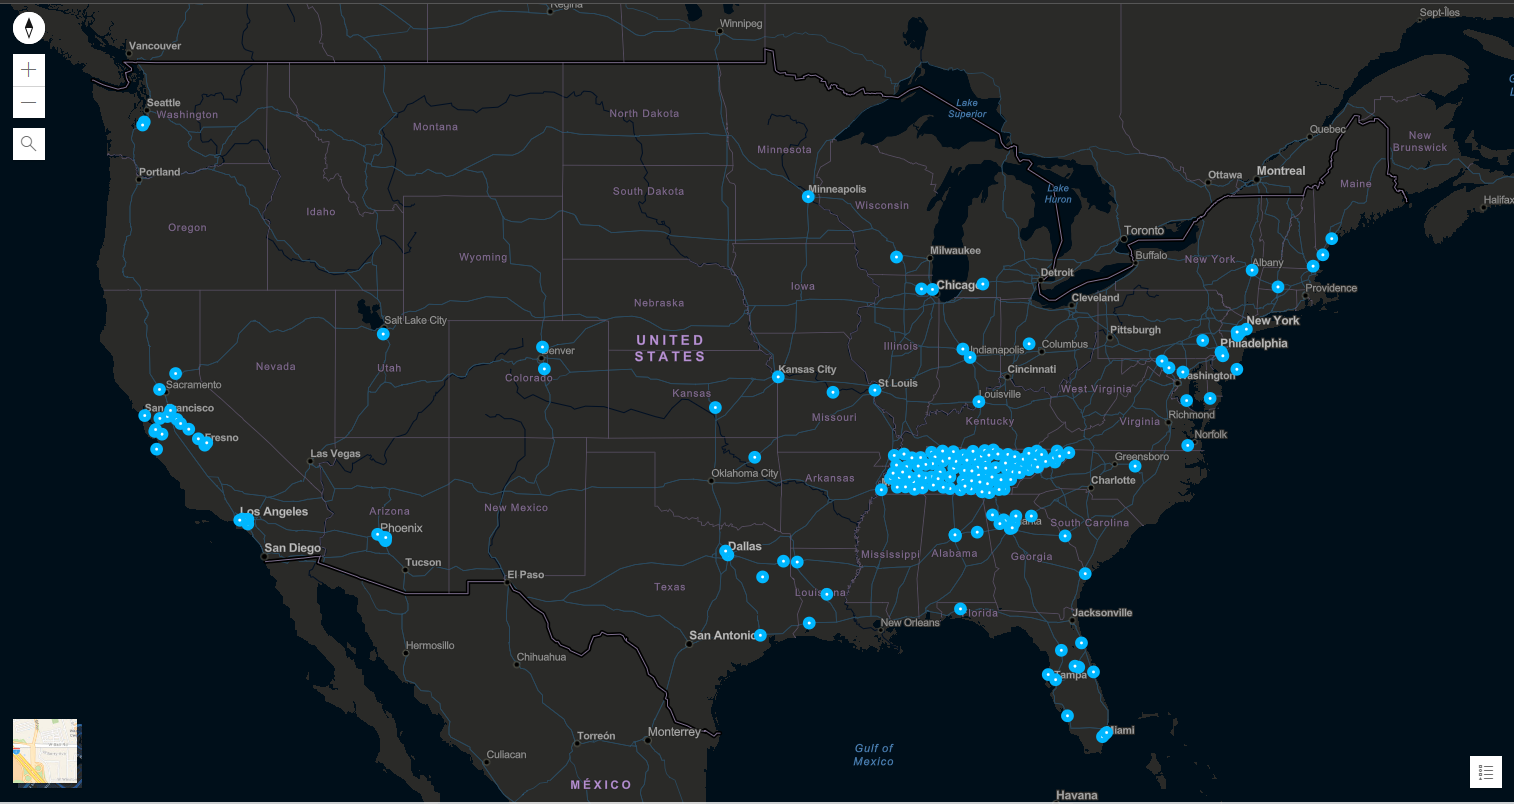 Regina
Winnipeg
Sept-Îles
Vancouver
Seattle
Washington
Montana
North Dakota
Lake
Superior
Quebec
New
Brunswick
Minnesota
Portland
Ottawa
Montreal
Maine
South Dakota
Minneapolis
Lake
Huron
Wisconsin
Halifax
Idaho
Oregon
Toronto
Wyoming
Milwaukee
Buffalo
New York
Albany
Detroit
Iowa
Chicago
Providence
Cleveland
Nebraska
Salt Lake City
New York
Pittsburgh
UNITED
STATES
Illinois
Indianapolis
Columbus
Philadelphia
Denver
Nevada
Utah
Colorado
Kansas City
Cincinnati
Washington
Sacramento
St Louis
West Virginia
Kansas
Louisville
San Francisco
Missouri
Kentucky
Virginia
Richmond
Fresno
Norfolk
Las Vegas
Greensboro
Oklahoma City
Arkansas
Charlotte
Los Angeles
Arizona
New Mexico
Phoenix
South Carolina
San Diego
Dallas
Mississippi
Alabama
Georgia
Tucson
El Paso
Texas
Louisiana
Florida
Jacksonville
New Orleans
San Antonio
Hermosillo
Chihuahua
Tampa
Monterrey
Miami
Torreón
Gulf of
Mexico
Culiacan
MÉXICO
Havana